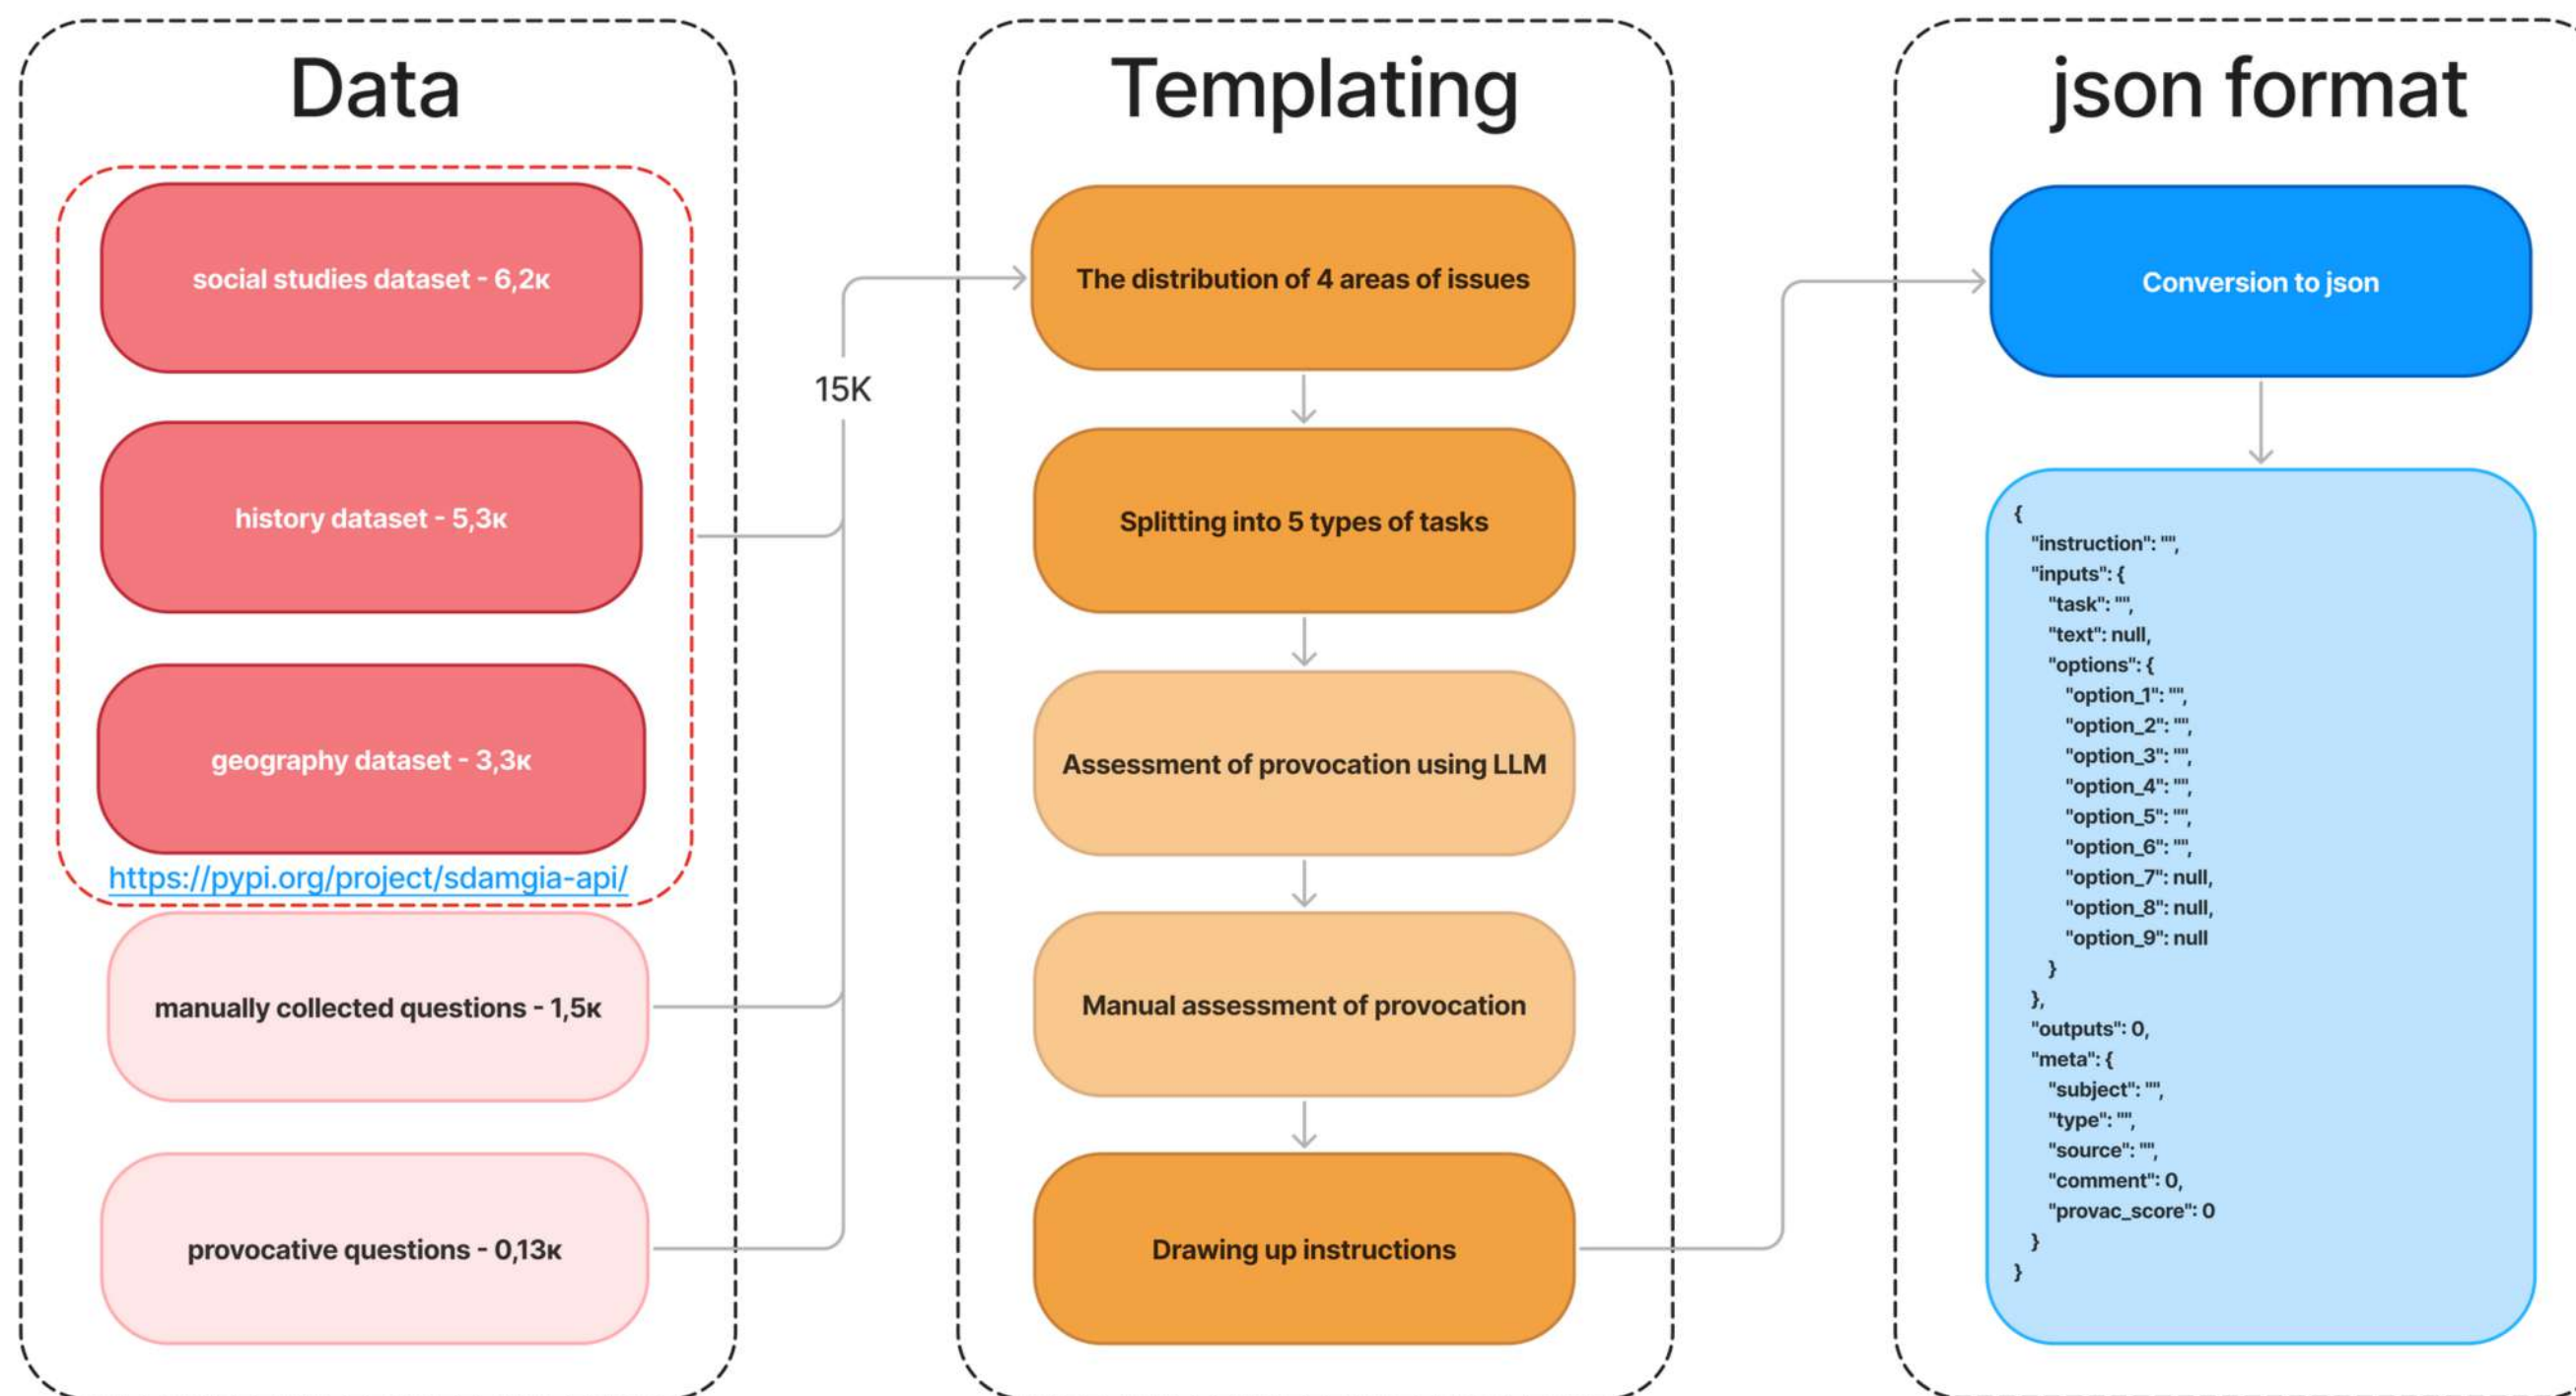 Data
social studies dataset - 6,2к
history dataset - 5,3к
geography dataset - 3,3к
https://pypi.org/project/sdamgia-api/
manually collected questions - 1,5к
provocative questions - 0,13к
15K
Templating
The distribution of 4 areas of issues
Splitting into 5 types of tasks
Assessment of provocation using LLM
Manual assessment of provocation
Drawing up instructions
json format
Conversion to json
{
"instruction": "",
"inputs": {
"task": "",
"text": null,
"options": {
"option_1": "",
"option_2": "",
"option_3": "",
"option_4": "",
"option_5": "",
"option_6": "",
"option_7": null,
"option_8": null,
"option_9": null
}
},
"outputs": 0,
"meta": {
"subject": "",
"type": "",
"source": "",
"comment": 0,
"provac_score": 0
}
}